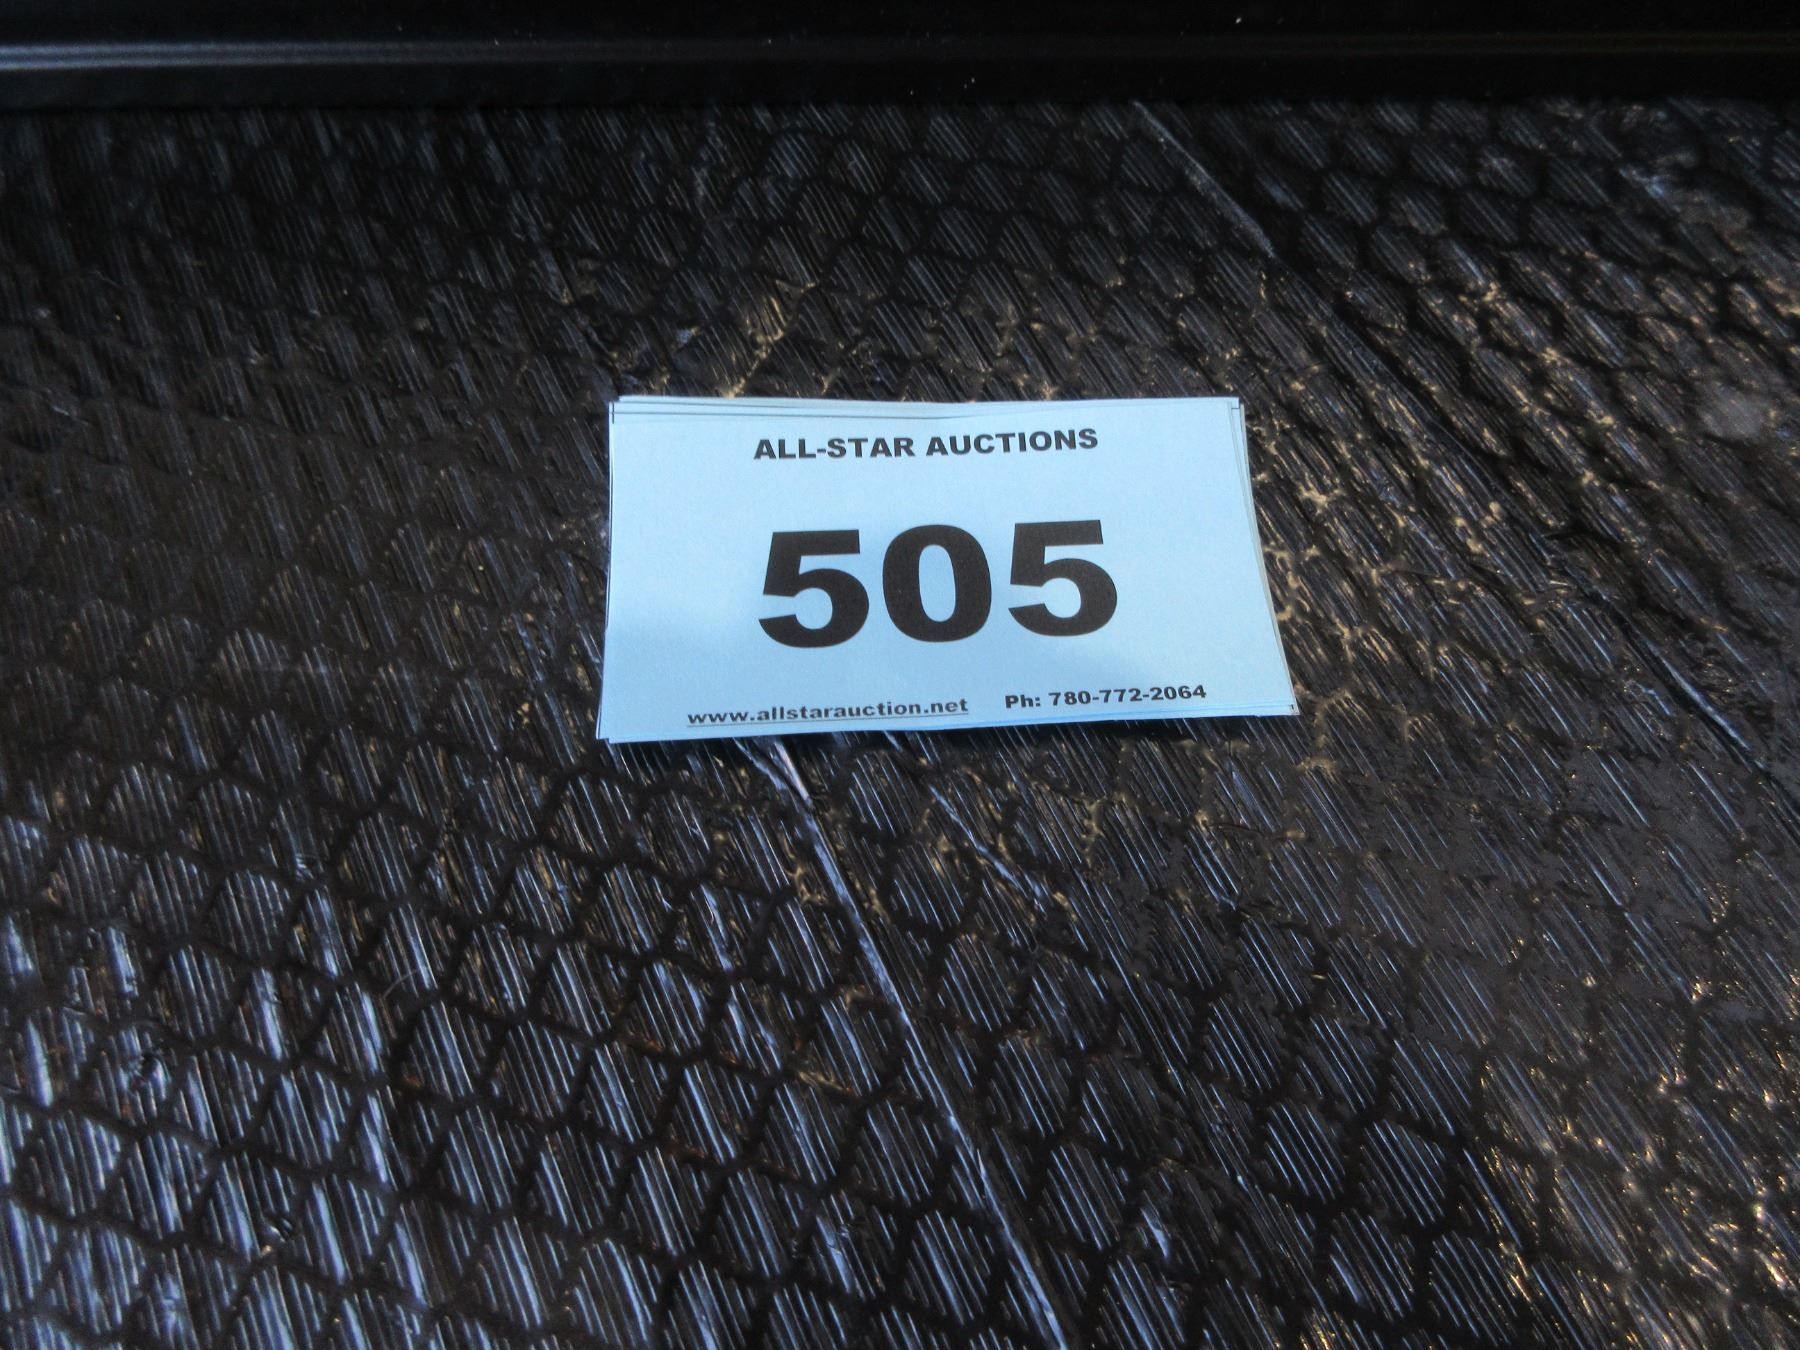 ALL-STAR AUCTIONS
505
www.allstarauction.net Ph: 780-772-2064